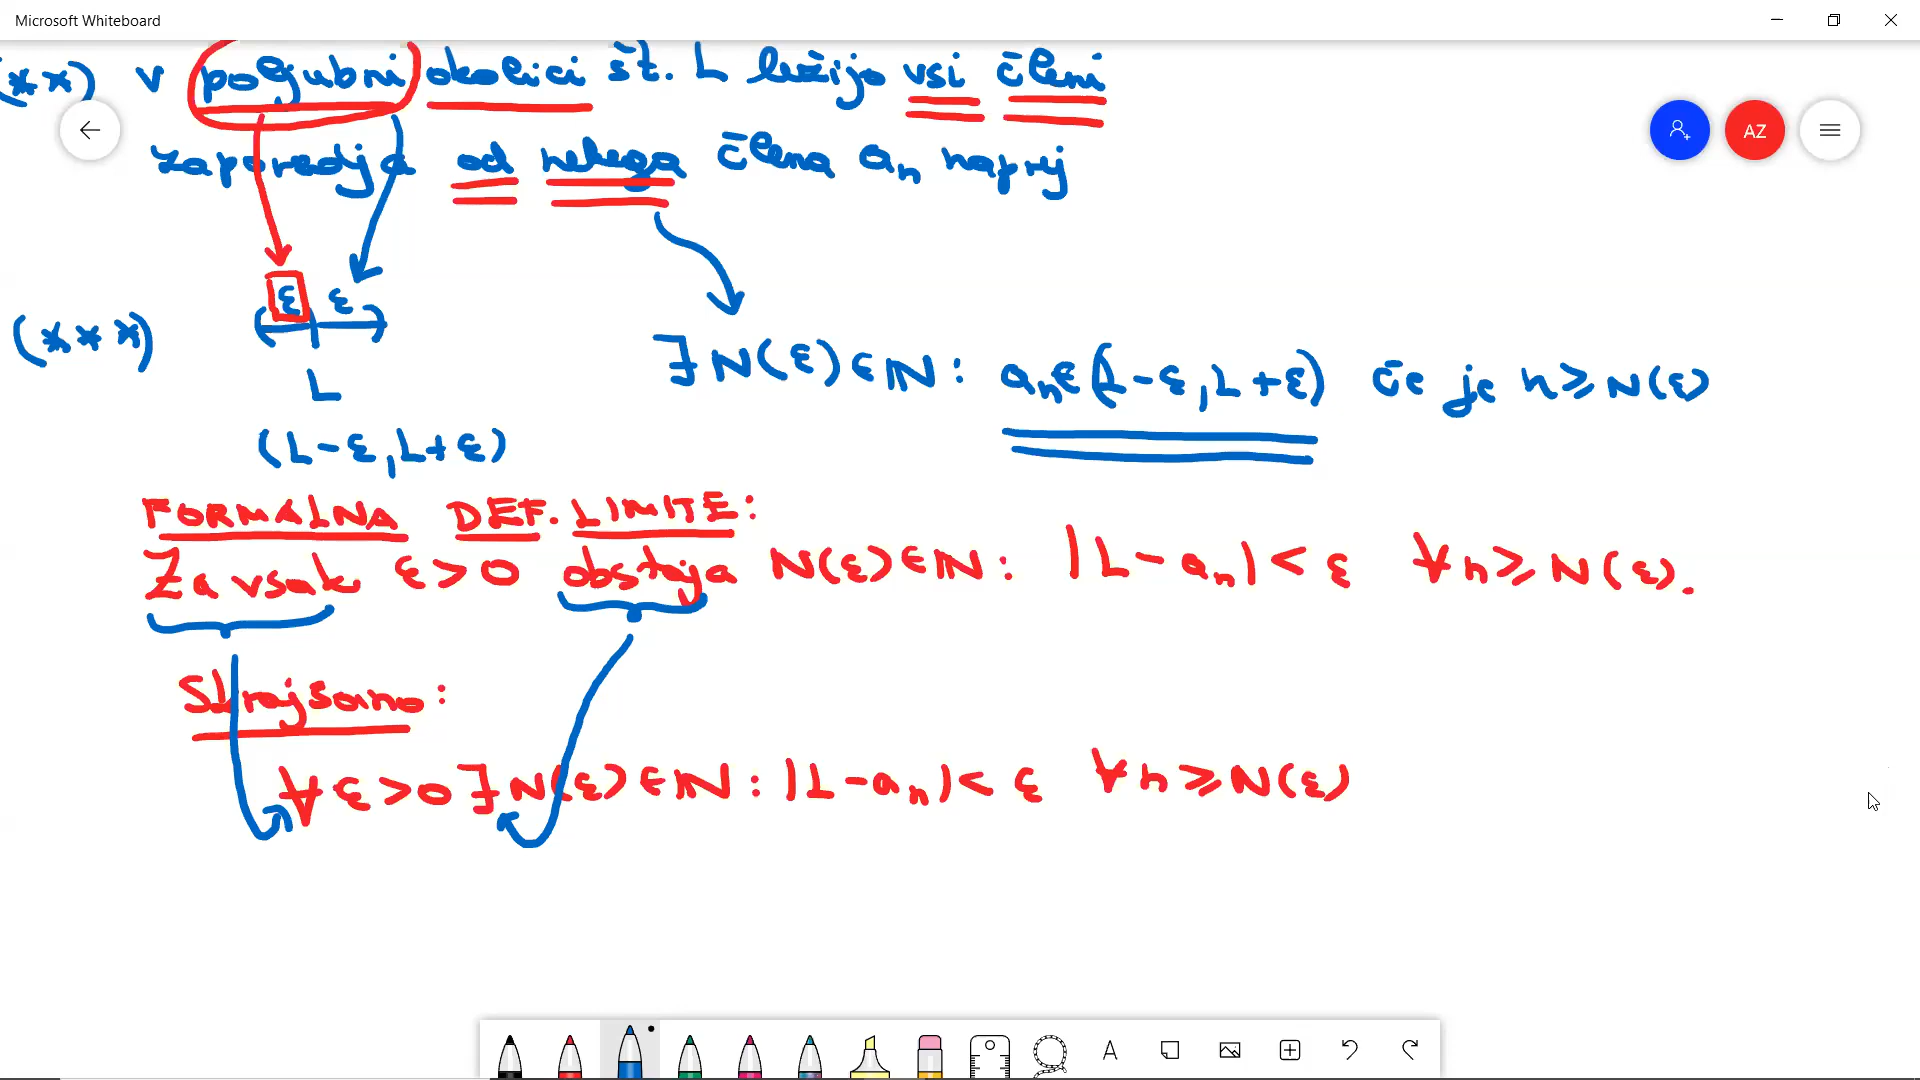 Microsoft Whiteboard
(**) v poljubni okolici št. L ležijo vsi členi
zaporedja od nekega člena aₙ naprej
AZ
ε ε
(***)
L
∃ N(ε) ∈ ℕ: aₙ ∈ (L-ε, L+ε) če je n ≥ N(ε)
(L-ε, L+ε)
FORMALNA DEF. LIMITE:
Za vsak ε > 0 obstaja N(ε) ∈ ℕ: |L - aₙ| < ε ∀ n ≥ N(ε).
Skrajšano:
∀ ε > 0 ∃ N(ε) ∈ ℕ: |L - aₙ| < ε ∀ n ≥ N(ε)
A